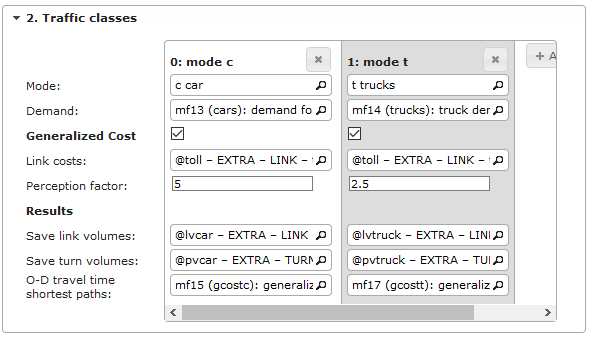 2. Traffic classes
0: mode c 1: mode t + A
Mode: c car t trucks
Demand: mf13 (cars): demand fo mf14 (trucks): truck der
Generalized Cost
Link costs: @toll – EXTRA – LINK – @toll – EXTRA – LINK –
Perception factor: 5 2.5
Results
Save link volumes: @lvcar – EXTRA – LINK @lvtruck – EXTRA – LINI
Save turn volumes: @pvcar – EXTRA – TURN @pvtruck – EXTRA – TUI
O-D travel time
shortest paths: mf15 (gcostc): generaliz mf17 (gcostt): generaliz